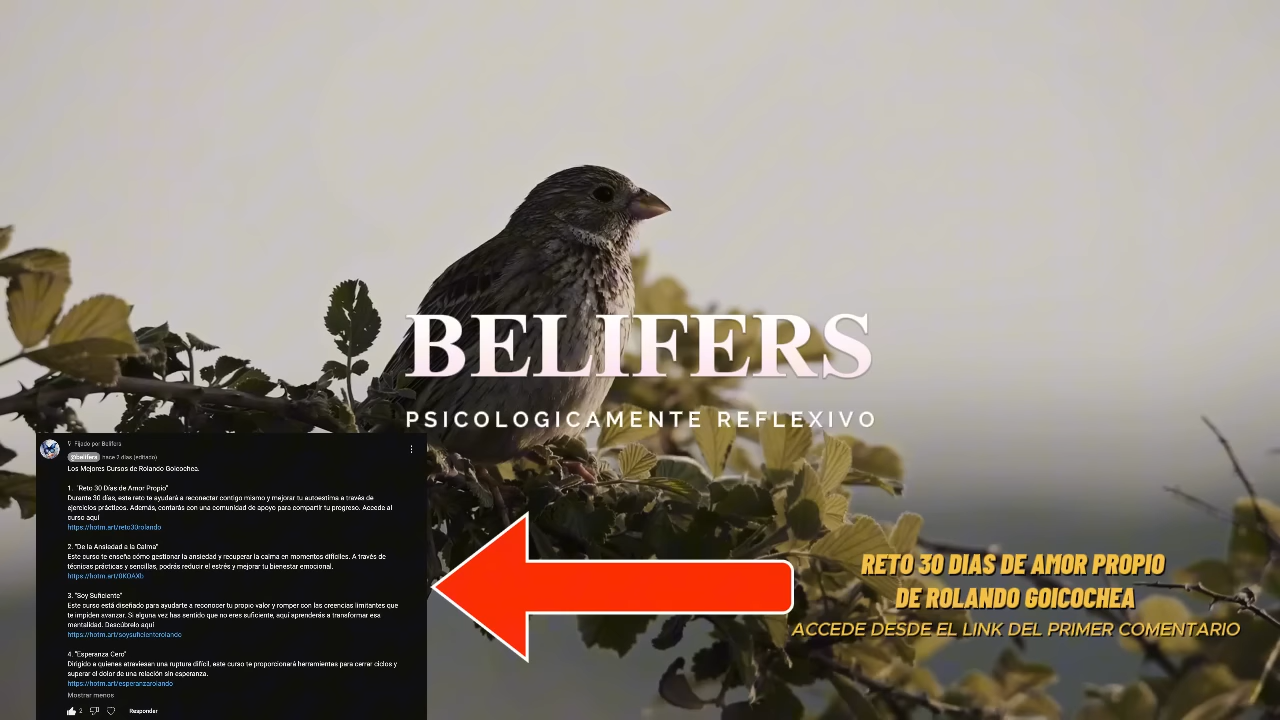 BELIFERS
PSICOLOGICAMENTE REFLEXIVO
Fijado por Belifers
@belifers hace 2 días (editado)
Los Mejores Cursos de Rolando Goicochea.
1. "Reto 30 Días de Amor Propio"
Durante 30 días, este reto te ayudará a reconectar contigo mismo y mejorar tu autoestima a través de
ejercicios prácticos. Además, contarás con una comunidad de apoyo para compartir tu progreso. Accede al
curso aquí
https://hotm.art/reto30rolando
2. "De la Ansiedad a la Calma"
Este curso te enseña cómo gestionar la ansiedad y recuperar la calma en momentos difíciles. A través de
técnicas prácticas y sencillas, podrás reducir el estrés y mejorar tu bienestar emocional.
https://hotm.art/0KOAXb
3. "Soy Suficiente"
Este curso está diseñado para ayudarte a reconocer tu propio valor y romper con las creencias limitantes que
te impiden avanzar. Si alguna vez has sentido que no eres suficiente, aquí aprenderás a transformar esa
mentalidad. Descúbrelo aquí
https://hotm.art/soysuficienterolando
4. "Esperanza Cero"
Dirigido a quienes atraviesan una ruptura difícil, este curso te proporcionará herramientas para cerrar ciclos y
superar el dolor de una relación sin esperanza.
https://hotm.art/esperanzarolando
Mostrar menos
2 Responder
RETO 30 DIAS DE AMOR PROPIO
DE ROLANDO GOICOCHEA
ACCEDE DESDE EL LINK DEL PRIMER COMENTARIO